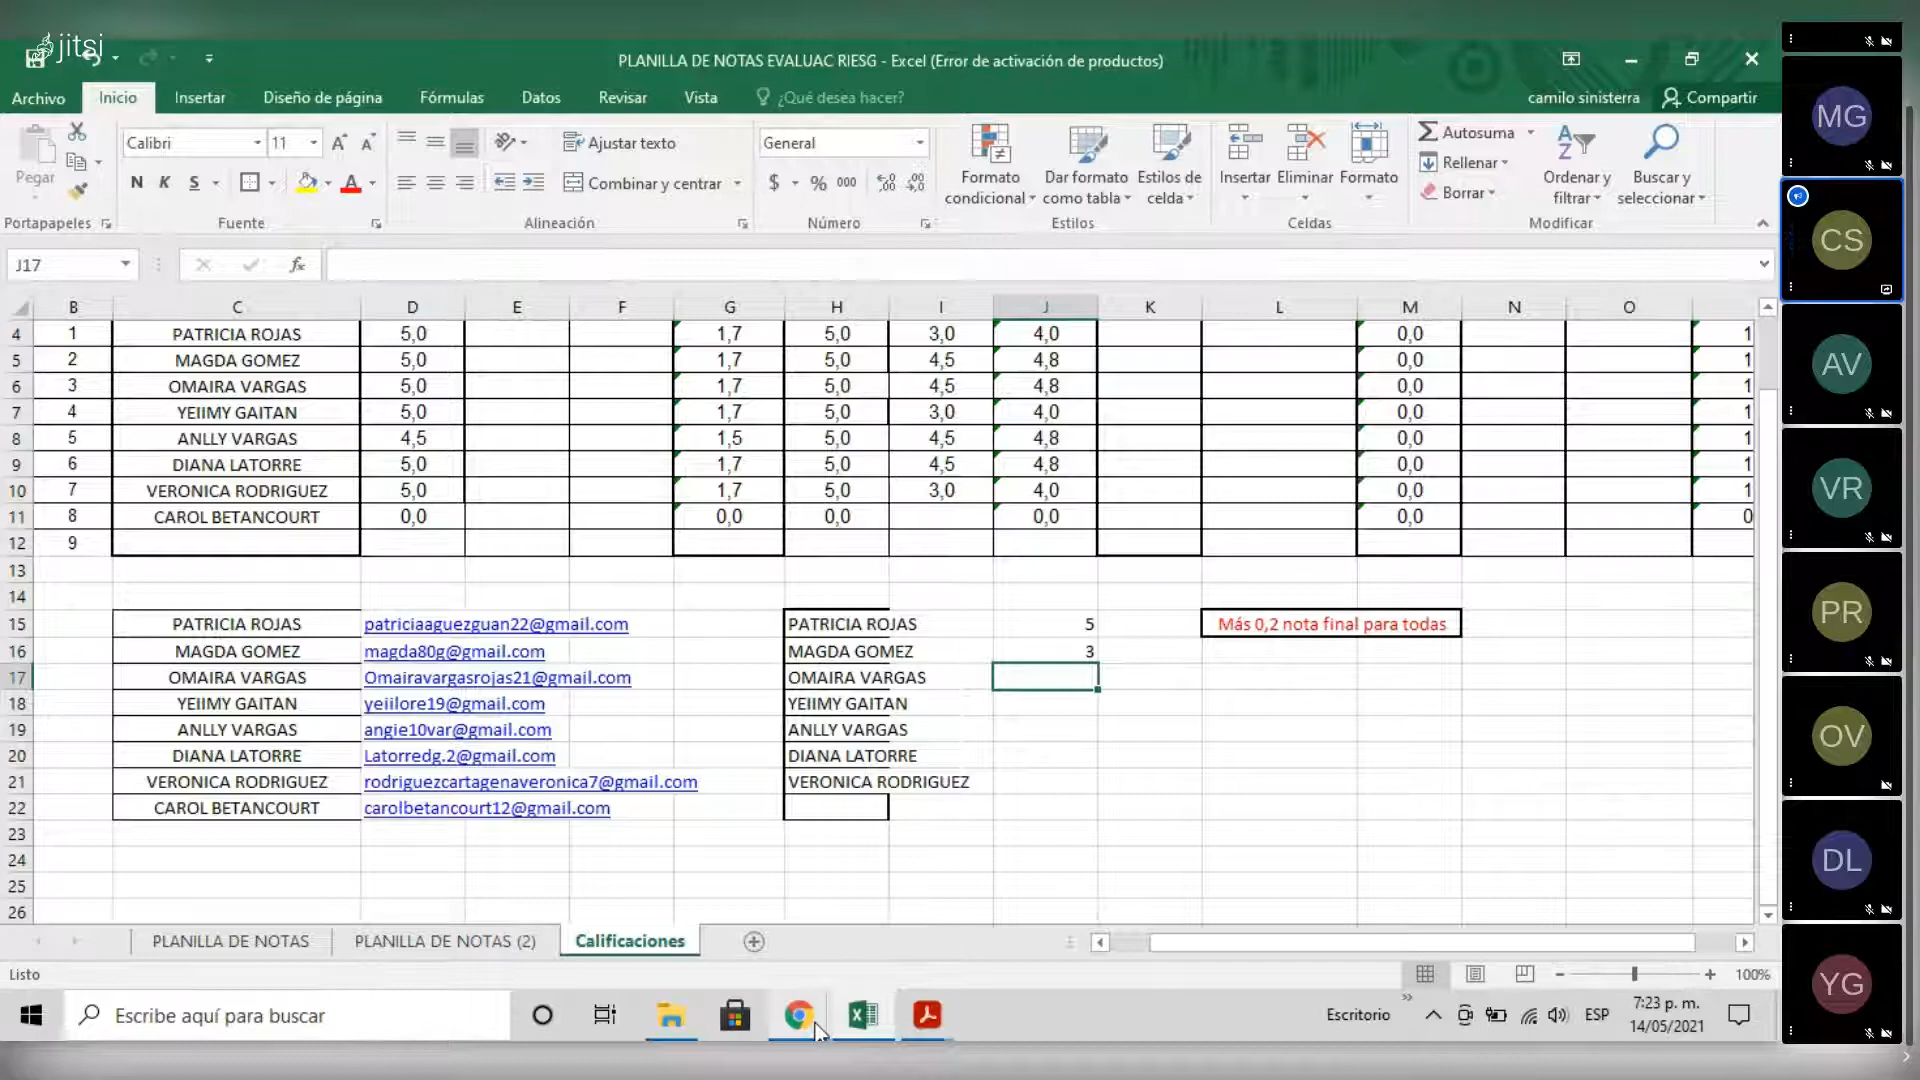 jitsi
PLANILLA DE NOTAS EVALUAC RIESG - Excel (Error de activación de productos)
Archivo Inicio Insertar Diseño de página Fórmulas Datos Revisar Vista ¿Qué desea hacer? camilo sinisterra Compartir
Calibri 11 Ajustar texto General Autosuma
Pegar N K S Combinar y centrar $ % 000 Formato condicional Dar formato como tabla Estilos de celda Insertar Eliminar Formato Rellenar Borrar Ordenar y filtrar Buscar y seleccionar
Portapapeles Fuente Alineación Número Estilos Celdas Modificar
J17 fx
B C D E F G H I J K L M N O
4 1 PATRICIA ROJAS 5,0 1,7 5,0 3,0 4,0 0,0 1
5 2 MAGDA GOMEZ 5,0 1,7 5,0 4,5 4,8 0,0 1
6 3 OMAIRA VARGAS 5,0 1,7 5,0 4,5 4,8 0,0 1
7 4 YEIIMY GAITAN 5,0 1,7 5,0 3,0 4,0 0,0 1
8 5 ANLLY VARGAS 4,5 1,5 5,0 4,5 4,8 0,0 1
9 6 DIANA LATORRE 5,0 1,7 5,0 4,5 4,8 0,0 1
10 7 VERONICA RODRIGUEZ 5,0 1,7 5,0 3,0 4,0 0,0 1
11 8 CAROL BETANCOURT 0,0 0,0 0,0 0,0 0,0 0
12 9
13
14
15 PATRICIA ROJAS patriciaaguezguan22@gmail.com PATRICIA ROJAS 5 Más 0,2 nota final para todas
16 MAGDA GOMEZ magda80g@gmail.com MAGDA GOMEZ 3
17 OMAIRA VARGAS Omairavargasrojas21@gmail.com OMAIRA VARGAS
18 YEIIMY GAITAN yeiilore19@gmail.com YEIIMY GAITAN
19 ANLLY VARGAS angie10var@gmail.com ANLLY VARGAS
20 DIANA LATORRE Latorredg.2@gmail.com DIANA LATORRE
21 VERONICA RODRIGUEZ rodriguezcartagenaveronica7@gmail.com VERONICA RODRIGUEZ
22 CAROL BETANCOURT carolbetancourt12@gmail.com
23
24
25
26
PLANILLA DE NOTAS PLANILLA DE NOTAS (2) Calificaciones
Listo 100%
Escribe aquí para buscar Escritorio ESP 7:23 p. m.
14/05/2021
MG
CS
AV
VR
PR
OV
DL
YG